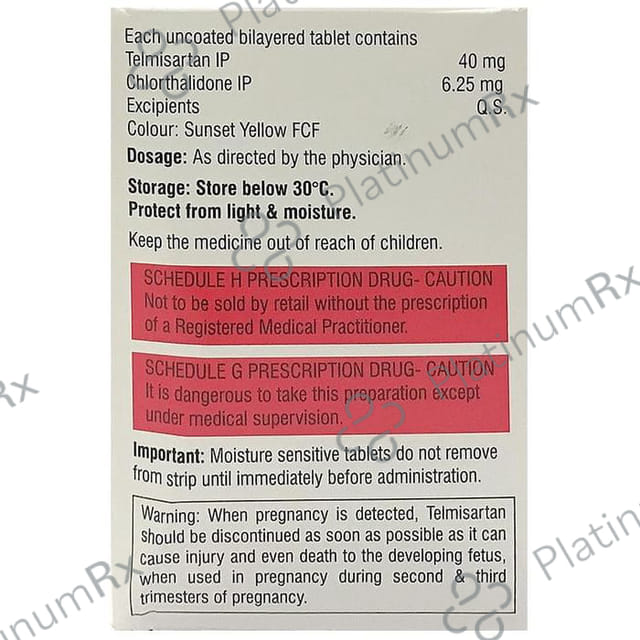 Each uncoated bilayered tablet contains
Telmisartan IP 40 mg
Chlorthalidone IP 6.25 mg
Excipients Q.S.
Colour: Sunset Yellow FCF
Dosage: As directed by the physician.
Storage: Store below 30°C.
Protect from light & moisture.
Keep the medicine out of reach of children.
SCHEDULE H PRESCRIPTION DRUG- CAUTION
Not to be sold by retail without the prescription
of a Registered Medical Practitioner.
SCHEDULE G PRESCRIPTION DRUG- CAUTION
It is dangerous to take this preparation except
under medical supervision.
Important: Moisture sensitive tablets do not remove
from strip until immediately before administration.
Warning: When pregnancy is detected, Telmisartan
should be discontinued as soon as possible as it can
cause injury and even death to the developing fetus,
when used in pregnancy during second & third
trimesters of pregnancy.
PlatinumRx
PlatinumRx
PlatinumRx
Platinu
inumRx
Rx